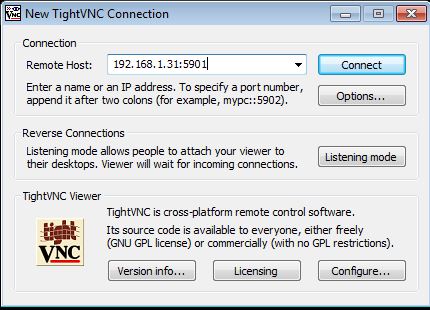 New TightVNC Connection
Connection
Remote Host: 192.168.1.31:5901
Connect
Enter a name or an IP address. To specify a port number,
append it after two colons (for example, mypc::5902).
Options...
Reverse Connections
Listening mode allows people to attach your viewer to
their desktops. Viewer will wait for incoming connections.
Listening mode
TightVNC Viewer
TightVNC is cross-platform remote control software.
Its source code is available to everyone, either freely
(GNU GPL license) or commercially (with no GPL restrictions).
tight
VNC
Version info...
Licensing
Configure...